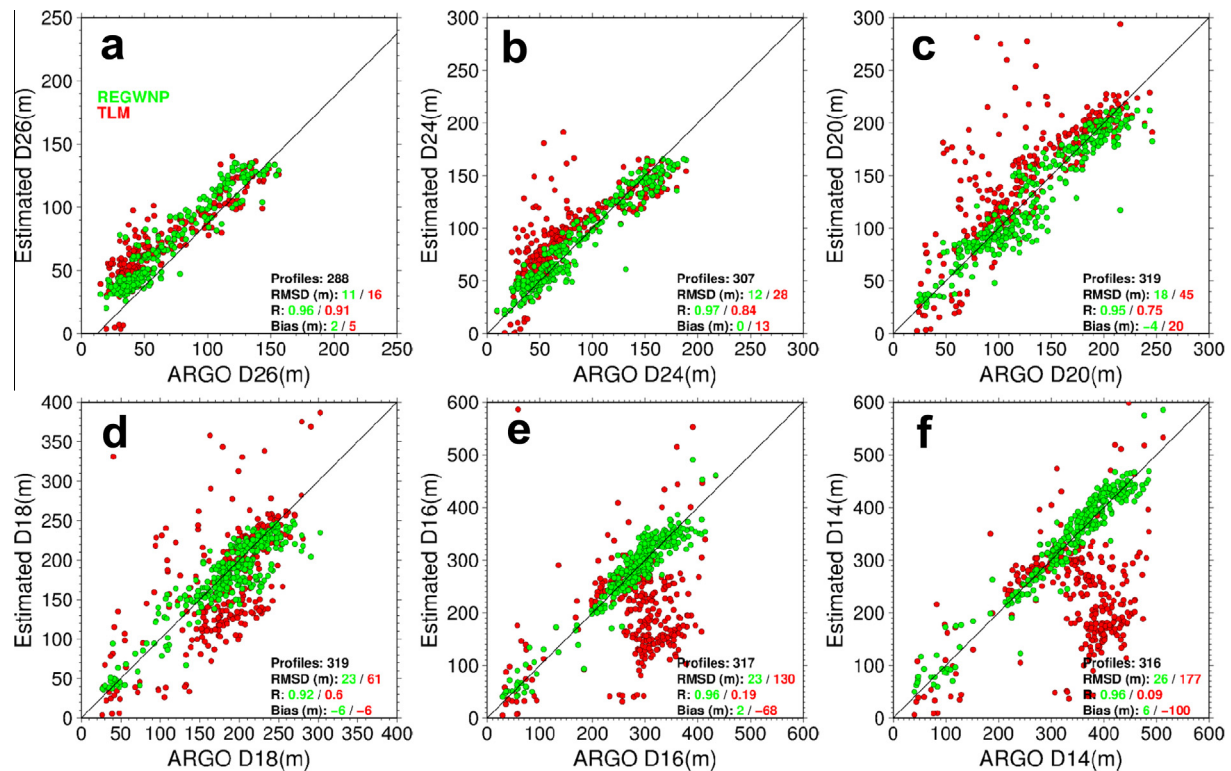 a
REGWNP
TLM
Estimated D26(m)
300
250
200
150
100
50
0
Profiles: 288
RMSD (m): 11 / 16
R: 0.96 / 0.91
Bias (m): 2 / 5
0 50 100 150 200 250
ARGO D26(m)
b
Estimated D24(m)
300
250
200
150
100
50
0
Profiles: 307
RMSD (m): 12 / 28
R: 0.97 / 0.84
Bias (m): 0 / 13
0 50 100 150 200 250 300
ARGO D24(m)
c
Estimated D20(m)
300
250
200
150
100
50
0
Profiles: 319
RMSD (m): 18 / 45
R: 0.95 / 0.75
Bias (m): −4 / 20
0 50 100 150 200 250 300
ARGO D20(m)
d
Estimated D18(m)
400
350
300
250
200
150
100
50
0
Profiles: 319
RMSD (m): 23 / 61
R: 0.92 / 0.6
Bias (m): −6 / −6
0 50 100 150 200 250 300 350 400
ARGO D18(m)
e
Estimated D16(m)
600
500
400
300
200
100
0
Profiles: 317
RMSD (m): 23 / 130
R: 0.96 / 0.19
Bias (m): 2 / −68
0 100 200 300 400 500 600
ARGO D16(m)
f
Estimated D14(m)
600
500
400
300
200
100
0
Profiles: 316
RMSD (m): 26 / 177
R: 0.96 / 0.09
Bias (m): 6 / −100
0 100 200 300 400 500 600
ARGO D14(m)